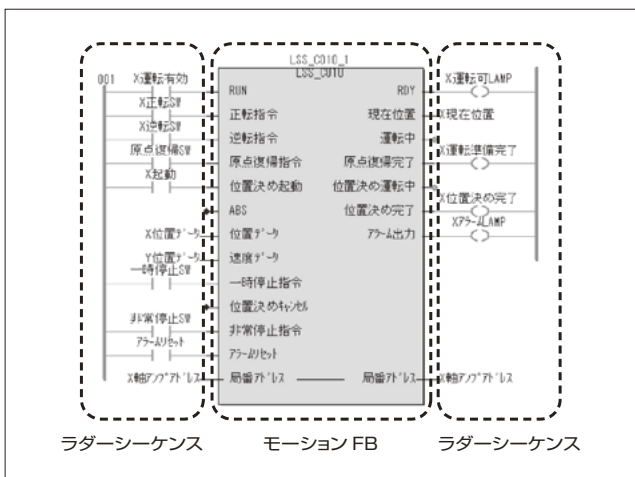 LSS_C010_1
LSS_C010
001
X運転有効
RUN
RDY
X運転可LAMP
X正転SW
正転指令
現在位置
X現在位置
X逆転SW
逆転指令
運転中
原点復帰SW
原点復帰指令
原点復帰完了
X運転準備完了
X起動
位置決め起動
位置決め運転中
ABS
位置決め完了
X位置決め完了
X位置データ
位置データ
アラーム出力
XアラームLAMP
Y位置データ
速度データ
一時停止SW
一時停止指令
位置決めキャンセル
非常停止SW
非常停止指令
アラームリセット
アラームリセット
X軸アンプアドレス
局番アドレス
局番アドレス
X軸アンプアドレス
ラダーシーケンス
モーション FB
ラダーシーケンス